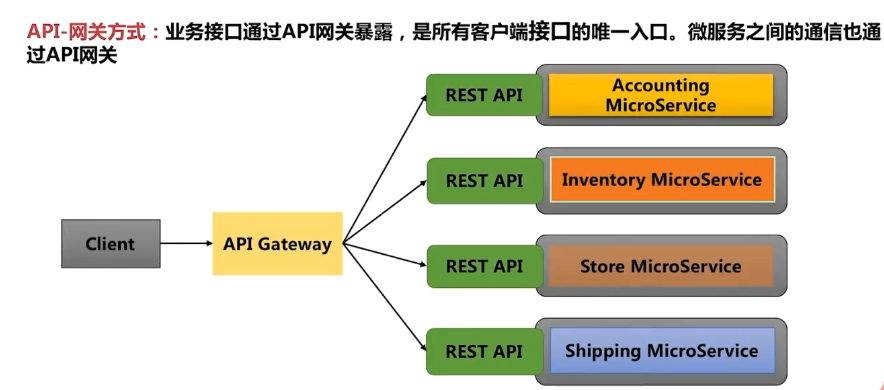 API-网关方式：业务接口通过API网关暴露，是所有客户端接口的唯一入口。微服务之间的通信也通
过API网关
REST API
Accounting
MicroService
REST API
Inventory MicroService
Client
API Gateway
REST API
Store MicroService
REST API
Shipping MicroService